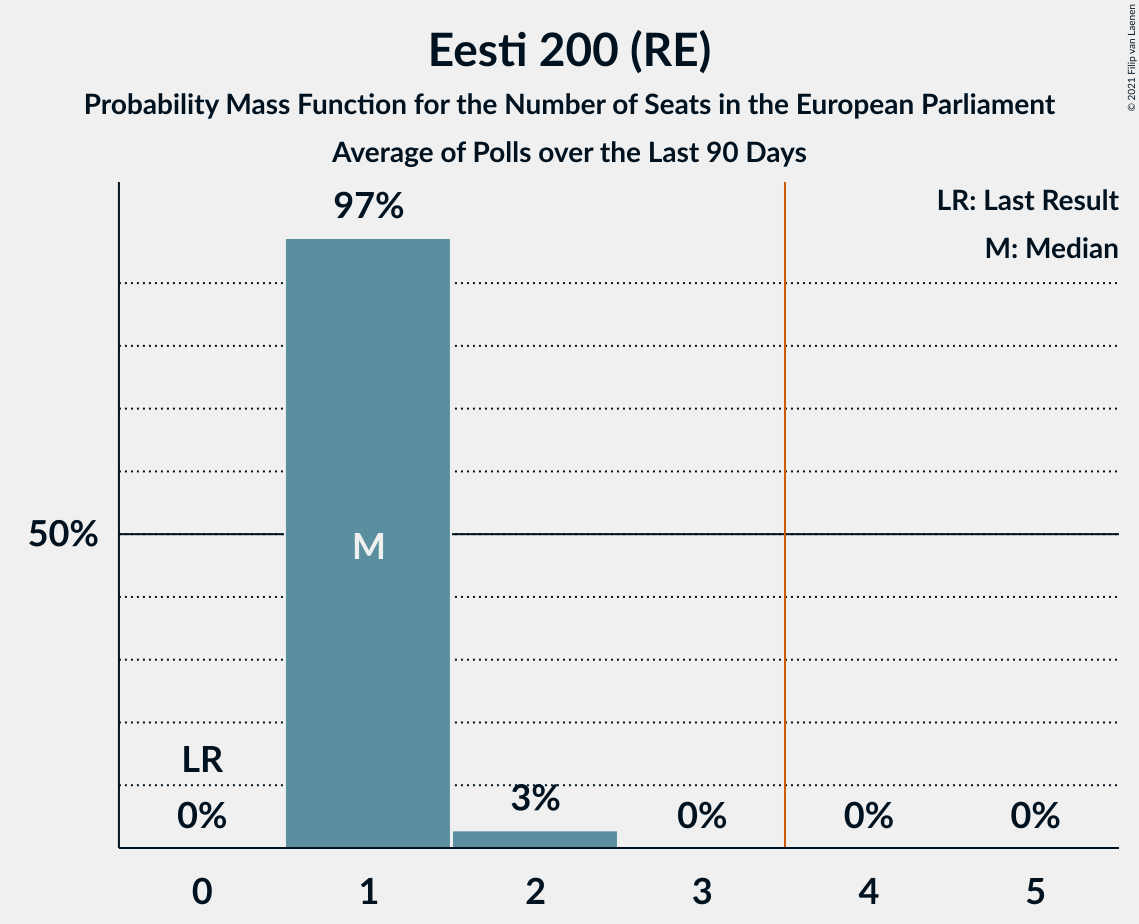 Eesti 200 (RE)
Probability Mass Function for the Number of Seats in the European Parliament
Average of Polls over the Last 90 Days
© 2021 Filip van Laenen
LR: Last Result
M: Median
97%
50%
M
LR
0%
3%
0%
0%
0%
0 1 2 3 4 5